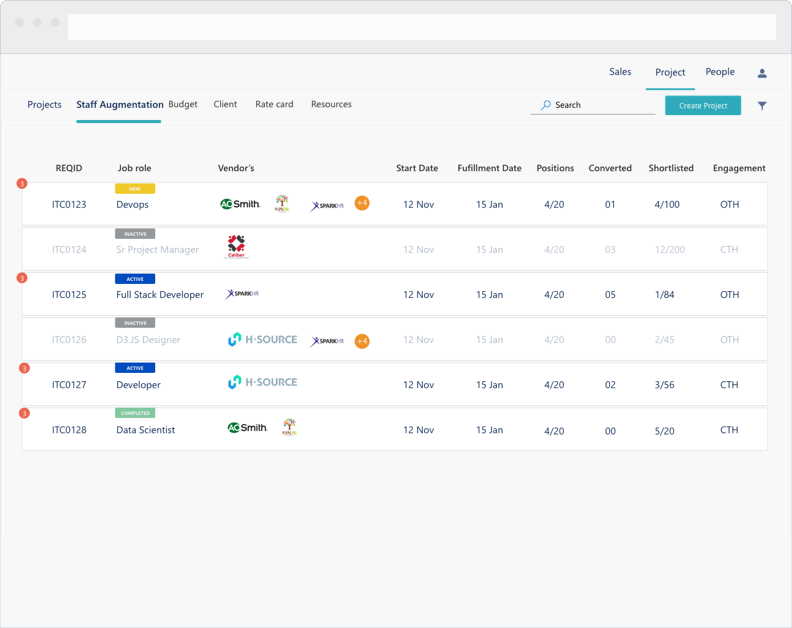 Sales Project People
Projects Staff Augmentation Budget Client Rate card Resources Search Create Project
REQID Job role Vendor's Start Date Fufillment Date Positions Converted Shortlisted Engagement
3 NEW
ITC0123 Devops AC Smith. SPARKHR +4 12 Nov 15 Jan 4/20 01 4/100 OTH
INACTIVE
ITC0124 Sr Project Manager Caliber 12 Nov 15 Jan 4/20 03 12/200 CTH
3 ACTIVE
ITC0125 Full Stack Developer SPARKHR 12 Nov 15 Jan 4/20 05 1/84 OTH
INACTIVE
ITC0126 D3.JS Designer H·SOURCE SPARKHR +4 12 Nov 15 Jan 4/20 00 2/45 OTH
3 ACTIVE
ITC0127 Developer H·SOURCE 12 Nov 15 Jan 4/20 02 3/56 CTH
3 COMPLETED
ITC0128 Data Scientist AC Smith. 12 Nov 15 Jan 4/20 00 5/20 CTH